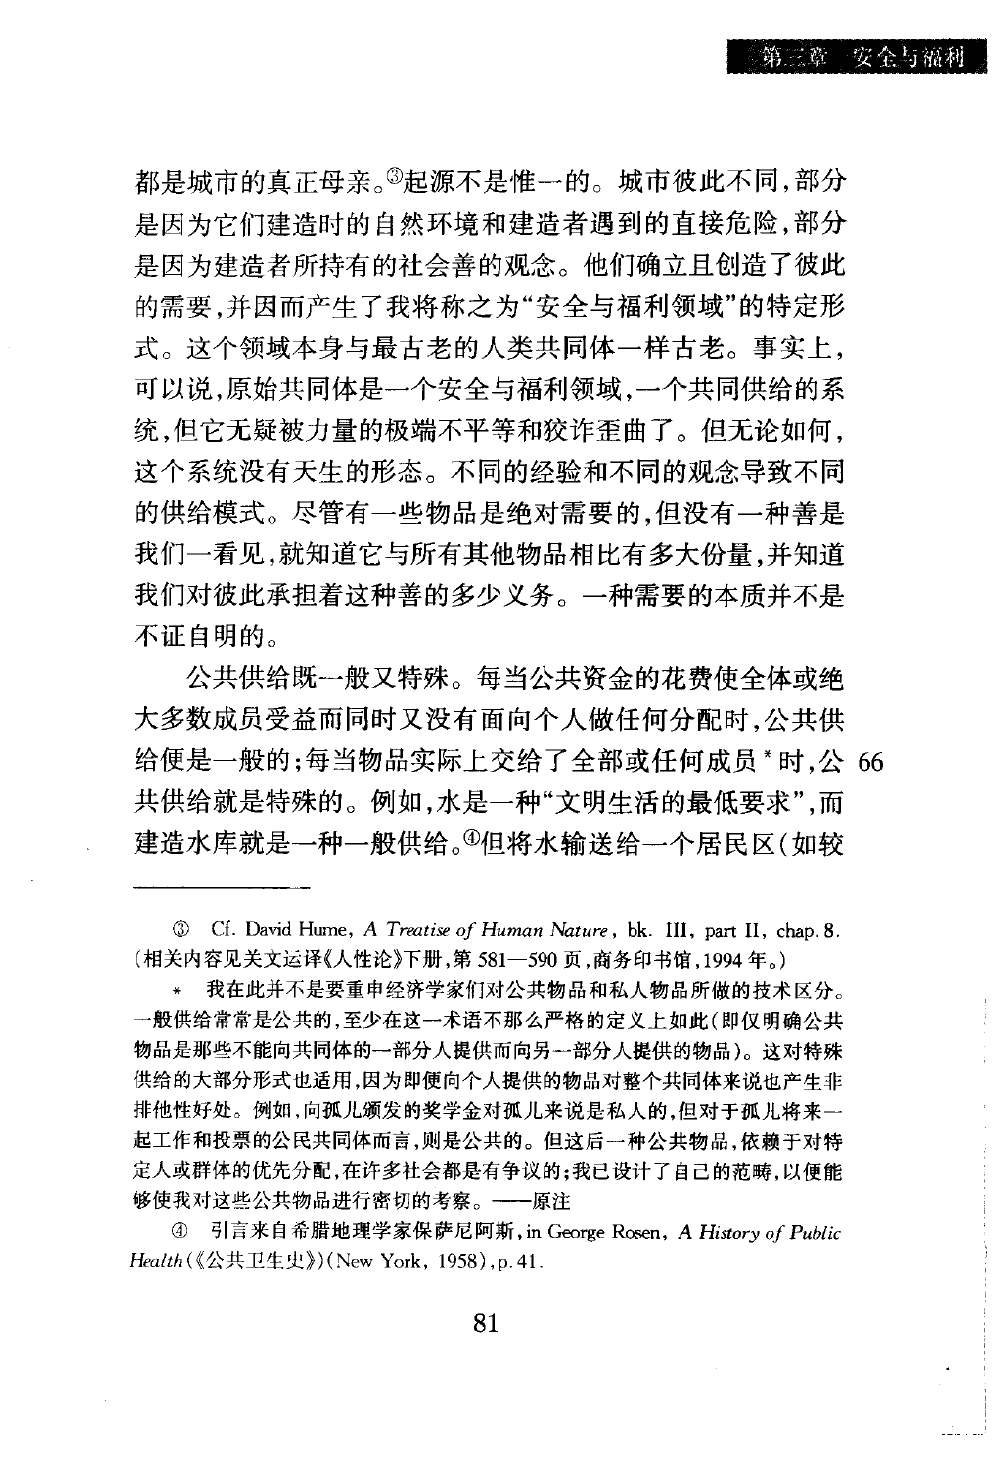 第三章 安全与福利
都是城市的真正母亲。③起源不是惟一的。城市彼此不同,部分
是因为它们建造时的自然环境和建造者遇到的直接危险,部分
是因为建造者所持有的社会善的观念。他们确立且创造了彼此
的需要,并因而产生了我将称之为“安全与福利领域”的特定形
式。这个领域本身与最古老的人类共同体一样古老。事实上,
可以说,原始共同体是一个安全与福利领域,一个共同供给的系
统,但它无疑被力量的极端不平等和狡诈歪曲了。但无论如何,
这个系统没有天生的形态。不同的经验和不同的观念导致不同
的供给模式。尽管有一些物品是绝对需要的,但没有一种善是
我们一看见,就知道它与所有其他物品相比有多大份量,并知道
我们对彼此承担着这种善的多少义务。一种需要的本质并不是
不证自明的。
公共供给既一般又特殊。每当公共资金的花费使全体或绝
大多数成员受益而同时又没有面向个人做任何分配时,公共供
给便是一般的;每当物品实际上交给了全部或任何成员*时,公 66
共供给就是特殊的。例如,水是一种“文明生活的最低要求”,而
建造水库就是一种一般供给。④但将水输送给一个居民区(如较
③ Cf. David Hume, A Treatise of Human Nature, bk. III, part II, chap.8.
(相关内容见关文运译《人性论》下册,第581—590页,商务印书馆,1994年。)
* 我在此并不是要重申经济学家们对公共物品和私人物品所做的技术区分。
一般供给常常是公共的,至少在这一术语不那么严格的定义上如此(即仅明确公共
物品是那些不能向共同体的一部分人提供而向另一部分人提供的物品)。这对特殊
供给的大部分形式也适用,因为即便向个人提供的物品对整个共同体来说也产生非
排他性好处。例如,向孤儿颁发的奖学金对孤儿来说是私人的,但对于孤儿将来一
起工作和投票的公民共同体而言,则是公共的。但这后一种公共物品,依赖于对特
定人或群体的优先分配,在许多社会都是有争议的;我已设计了自己的范畴,以便能
够使我对这些公共物品进行密切的考察。——原注
④ 引言来自希腊地理学家保萨尼阿斯,in George Rosen, A History of Public
Health(《公共卫生史》)(New York, 1958),p.41.
81